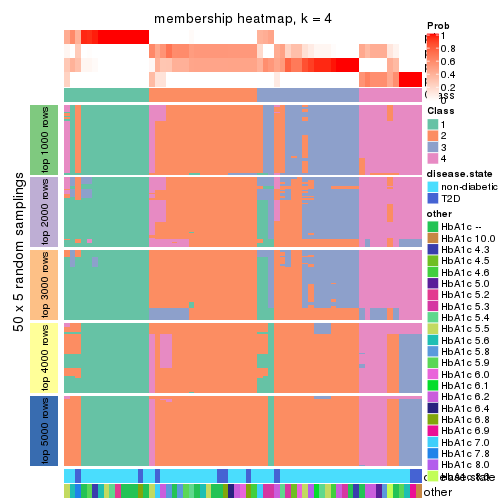 membership heatmap, k = 4
50 x 5 random samplings
top 1000 rows
top 2000 rows
top 3000 rows
top 4000 rows
top 5000 rows
Prob
1
0.8
0.6
0.4
0.2
0
Class
Class
1
2
3
4
disease.state
non-diabetic
T2D
other
HbA1c --
HbA1c 10.0
HbA1c 4.3
HbA1c 4.5
HbA1c 4.6
HbA1c 5.0
HbA1c 5.2
HbA1c 5.3
HbA1c 5.4
HbA1c 5.5
HbA1c 5.6
HbA1c 5.8
HbA1c 5.9
HbA1c 6.0
HbA1c 6.1
HbA1c 6.2
HbA1c 6.4
HbA1c 6.8
HbA1c 6.9
HbA1c 7.0
HbA1c 7.8
HbA1c 8.0
disease.state
other